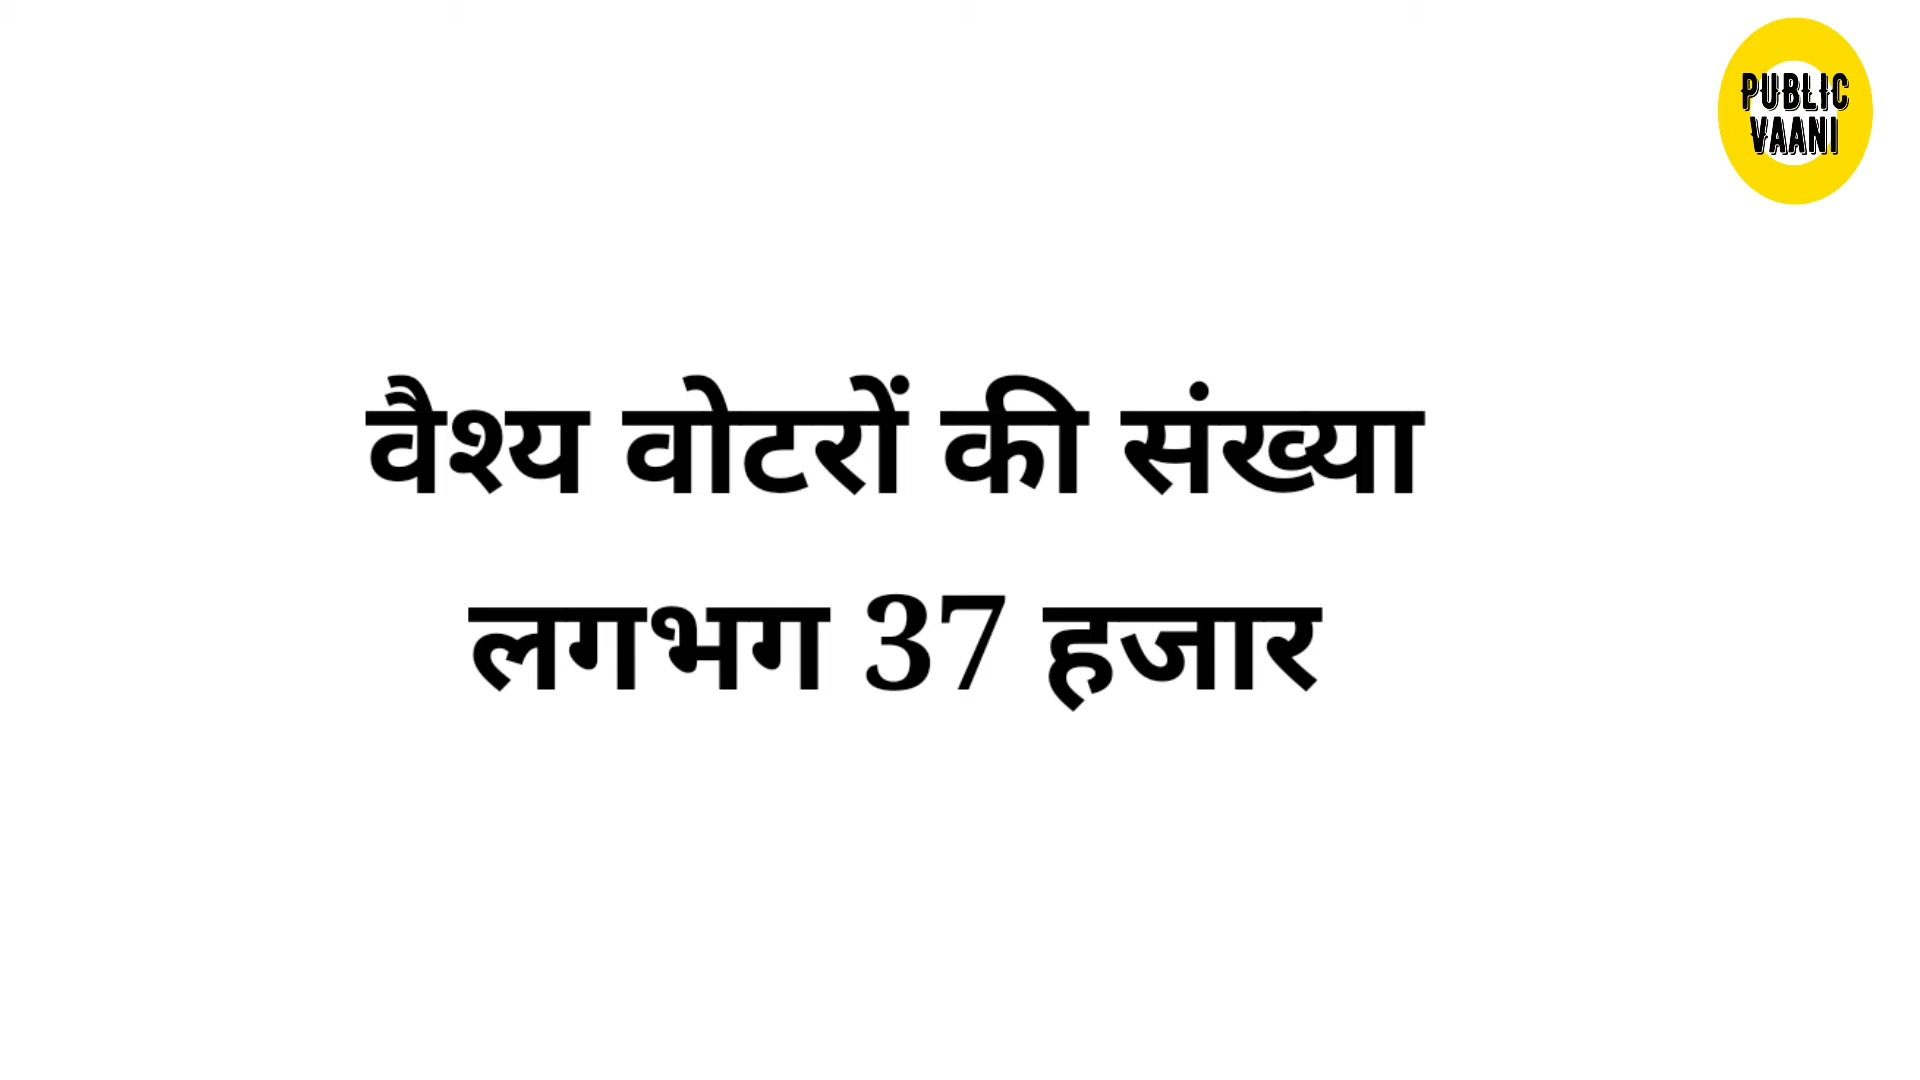 PUBLIC
VAANI
वैश्य वोटरों की संख्या
लगभग 37 हजार